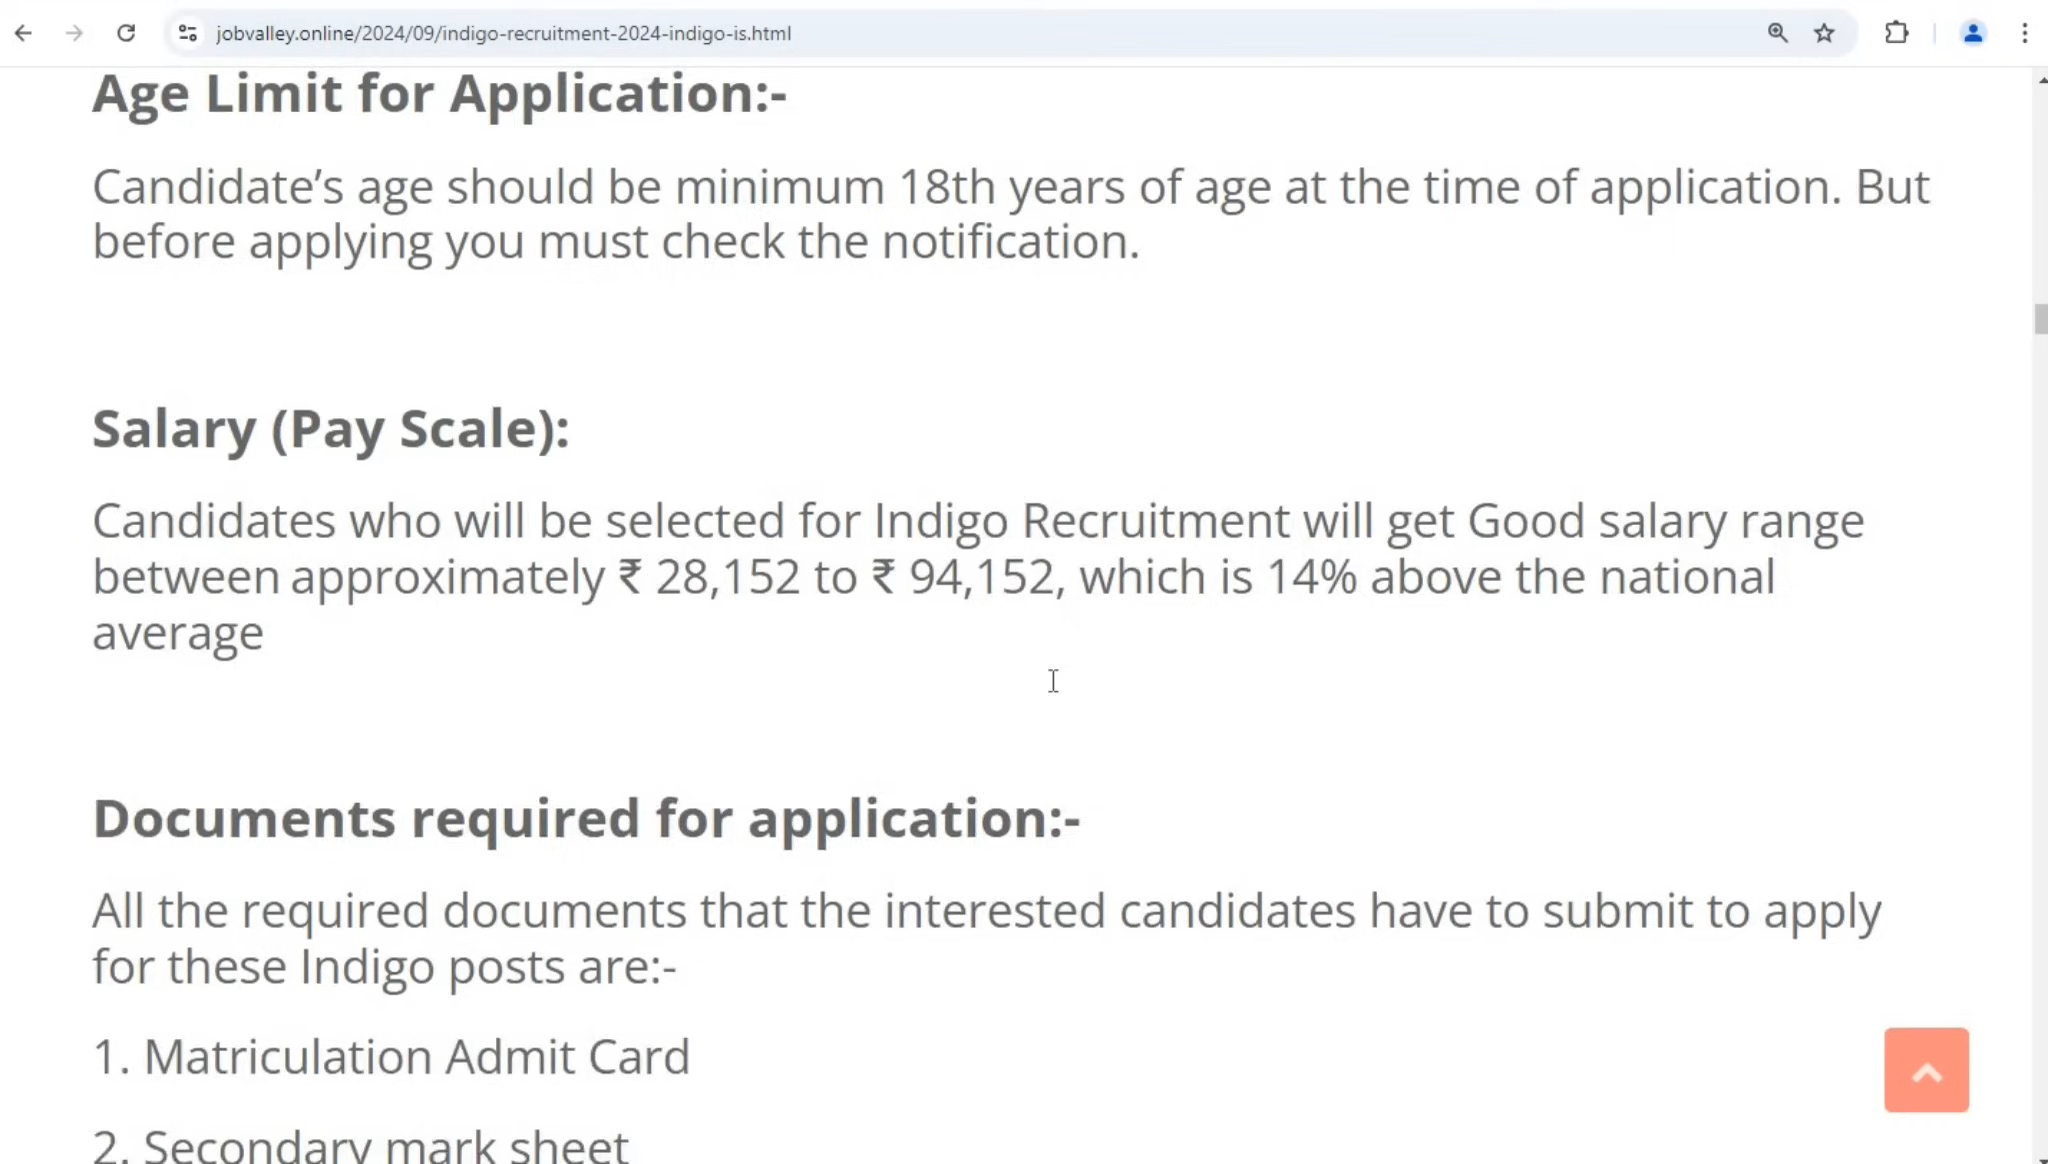 jobvalley.online/2024/09/indigo-recruitment-2024-indigo-is.html
Age Limit for Application:-
Candidate’s age should be minimum 18th years of age at the time of application. But
before applying you must check the notification.
Salary (Pay Scale):
Candidates who will be selected for Indigo Recruitment will get Good salary range
between approximately ₹ 28,152 to ₹ 94,152, which is 14% above the national
average
Documents required for application:-
All the required documents that the interested candidates have to submit to apply
for these Indigo posts are:-
1. Matriculation Admit Card
2. Secondary mark sheet